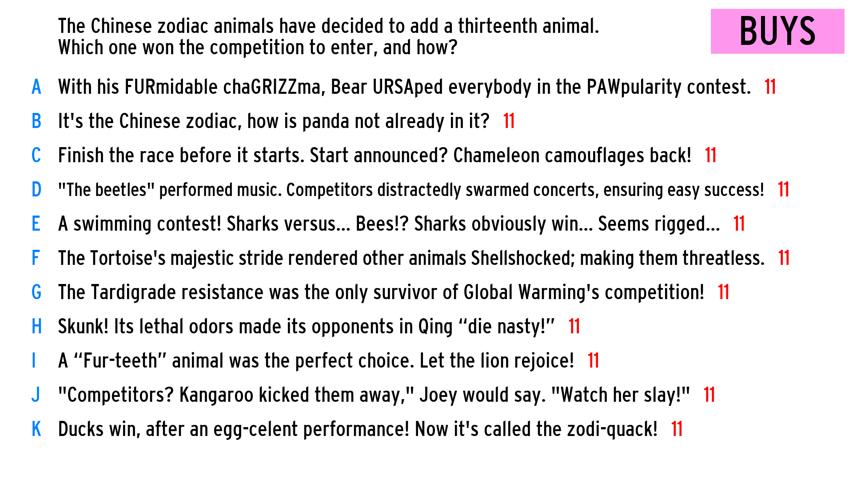 The Chinese zodiac animals have decided to add a thirteenth animal.
Which one won the competition to enter, and how?
BUYS
A With his FURmidable chaGRIZZma, Bear URSAped everybody in the PAWpularity contest. 11
B It's the Chinese zodiac, how is panda not already in it? 11
C Finish the race before it starts. Start announced? Chameleon camouflages back! 11
D "The beetles" performed music. Competitors distractedly swarmed concerts, ensuring easy success! 11
E A swimming contest! Sharks versus... Bees!? Sharks obviously win... Seems rigged... 11
F The Tortoise's majestic stride rendered other animals Shellshocked; making them threatless. 11
G The Tardigrade resistance was the only survivor of Global Warming's competition! 11
H Skunk! Its lethal odors made its opponents in Qing “die nasty!” 11
I A “Fur-teeth” animal was the perfect choice. Let the lion rejoice! 11
J "Competitors? Kangaroo kicked them away," Joey would say. "Watch her slay!" 11
K Ducks win, after an egg-celent performance! Now it's called the zodi-quack! 11